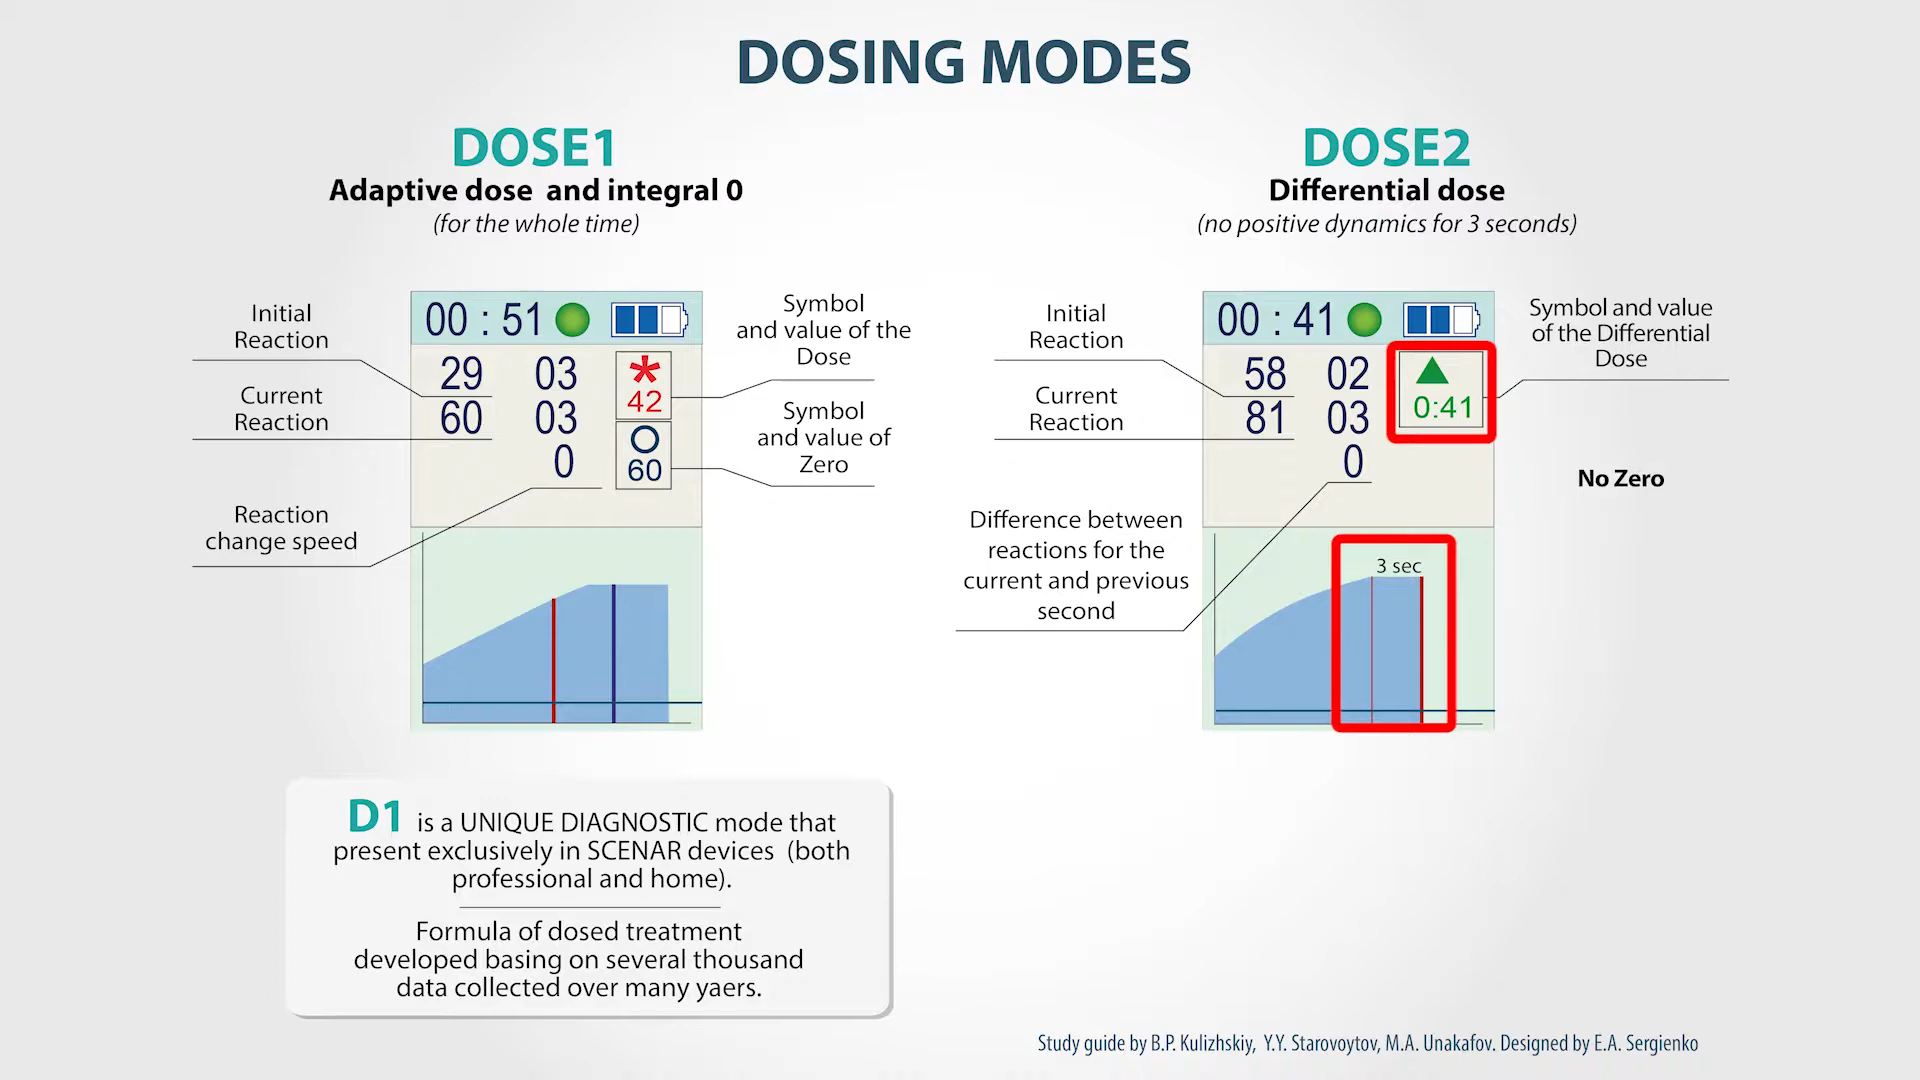 DOSING MODES
DOSE1
Adaptive dose and integral 0
(for the whole time)
Initial
Reaction
Current
Reaction
Reaction
change speed
00 : 51
29 03
60 03
0
*
42
O
60
Symbol
and value of the
Dose
Symbol
and value of
Zero
D1 is a UNIQUE DIAGNOSTIC mode that
present exclusively in SCENAR devices (both
professional and home).
Formula of dosed treatment
developed basing on several thousand
data collected over many yaers.
DOSE2
Differential dose
(no positive dynamics for 3 seconds)
Initial
Reaction
Current
Reaction
Difference between
reactions for the
current and previous
second
00 : 41
58 02
81 03
0
0:41
3 sec
Symbol and value
of the Differential
Dose
No Zero
Study guide by B.P. Kulizhskiy, Y.Y. Starovoytov, M.A. Unakafov. Designed by E.A. Sergienko